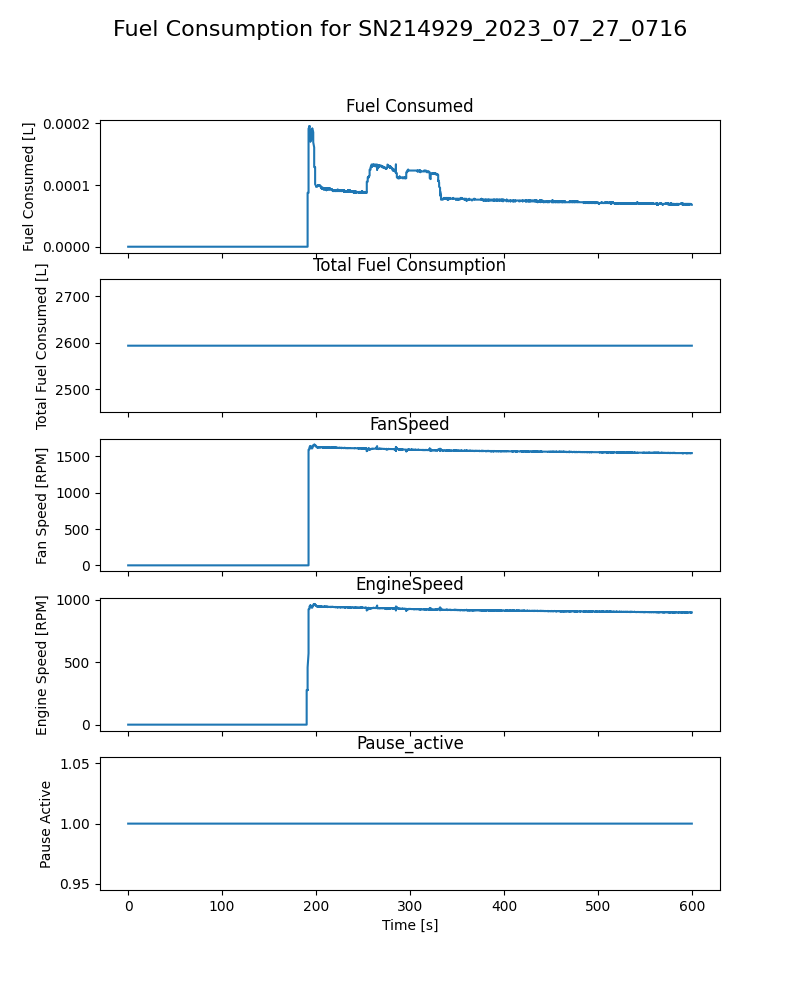 Fuel Consumption for SN214929_2023_07_27_0716
Fuel Consumed
Fuel Consumed [L]
0.0002
0.0001
0.0000
Total Fuel Consumption
Total Fuel Consumed [L]
2700
2600
2500
FanSpeed
Fan Speed [RPM]
1500
1000
500
0
EngineSpeed
Engine Speed [RPM]
1000
500
0
Pause_active
Pause Active
1.05
1.00
0.95
0 100 200 300 400 500 600
Time [s]